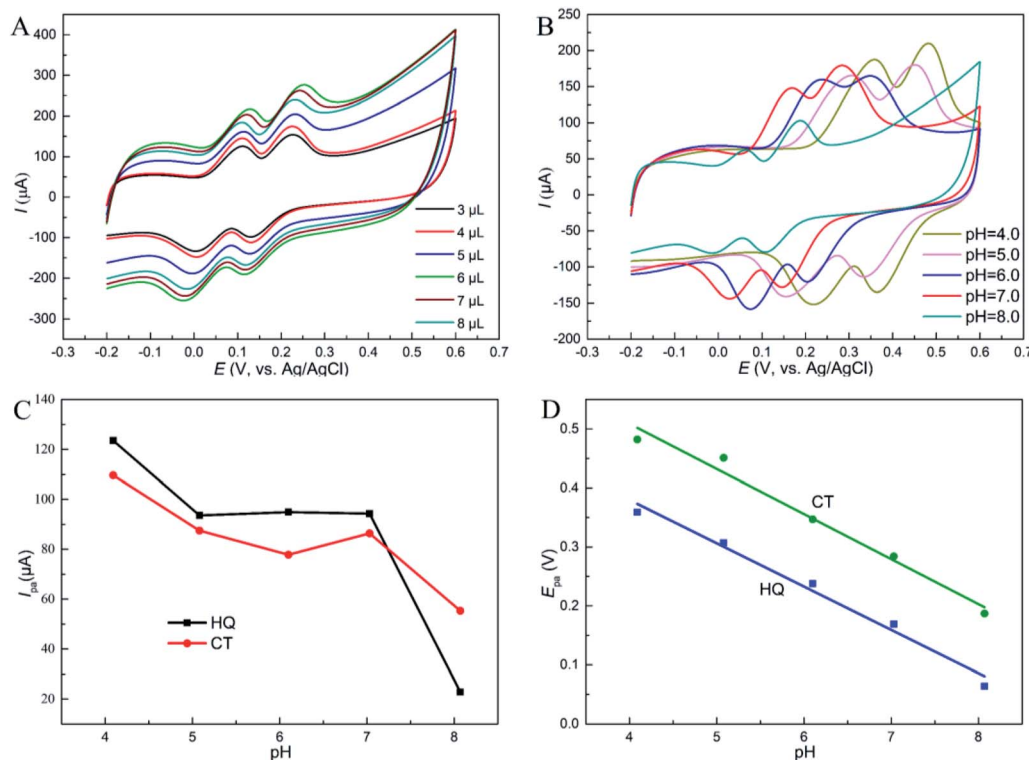 A
400
300
200
100
0
-100
-200
-300
I (μA)
3 μL
4 μL
5 μL
6 μL
7 μL
8 μL
-0.3 -0.2 -0.1 0.0 0.1 0.2 0.3 0.4 0.5 0.6 0.7
E (V, vs. Ag/AgCl)
B
250
200
150
100
50
0
-50
-100
-150
-200
I (μA)
pH=4.0
pH=5.0
pH=6.0
pH=7.0
pH=8.0
-0.3 -0.2 -0.1 0.0 0.1 0.2 0.3 0.4 0.5 0.6 0.7
E (V, vs. Ag/AgCl)
C
140
120
100
80
60
40
20
Ipa(μA)
HQ
CT
4 5 6 7 8
pH
D
0.5
0.4
0.3
0.2
0.1
0.0
Epa (V)
CT
HQ
4 5 6 7 8
pH